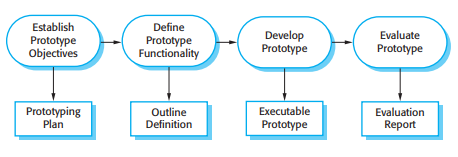 Establish
Prototype
Objectives
Define
Prototype
Functionality
Develop
Prototype
Evaluate
Prototype
Prototyping
Plan
Outline
Definition
Executable
Prototype
Evaluation
Report